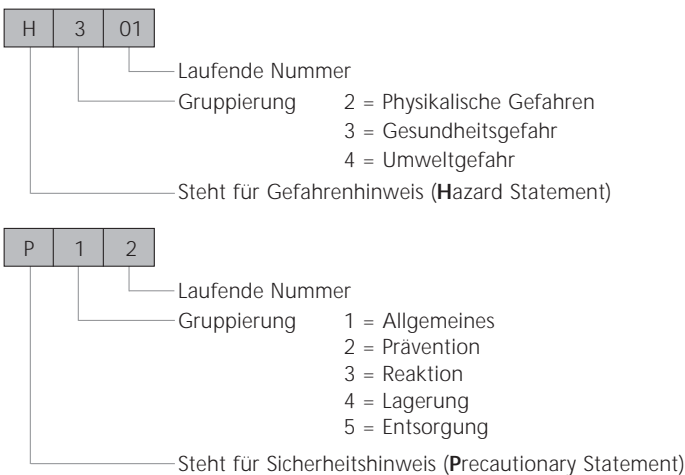 H 3 01
Laufende Nummer
Gruppierung 2 = Physikalische Gefahren
3 = Gesundheitsgefahr
4 = Umweltgefahr
Steht für Gefahrenhinweis (Hazard Statement)
P 1 2
Laufende Nummer
Gruppierung 1 = Allgemeines
2 = Prävention
3 = Reaktion
4 = Lagerung
5 = Entsorgung
Steht für Sicherheitshinweis (Precautionary Statement)